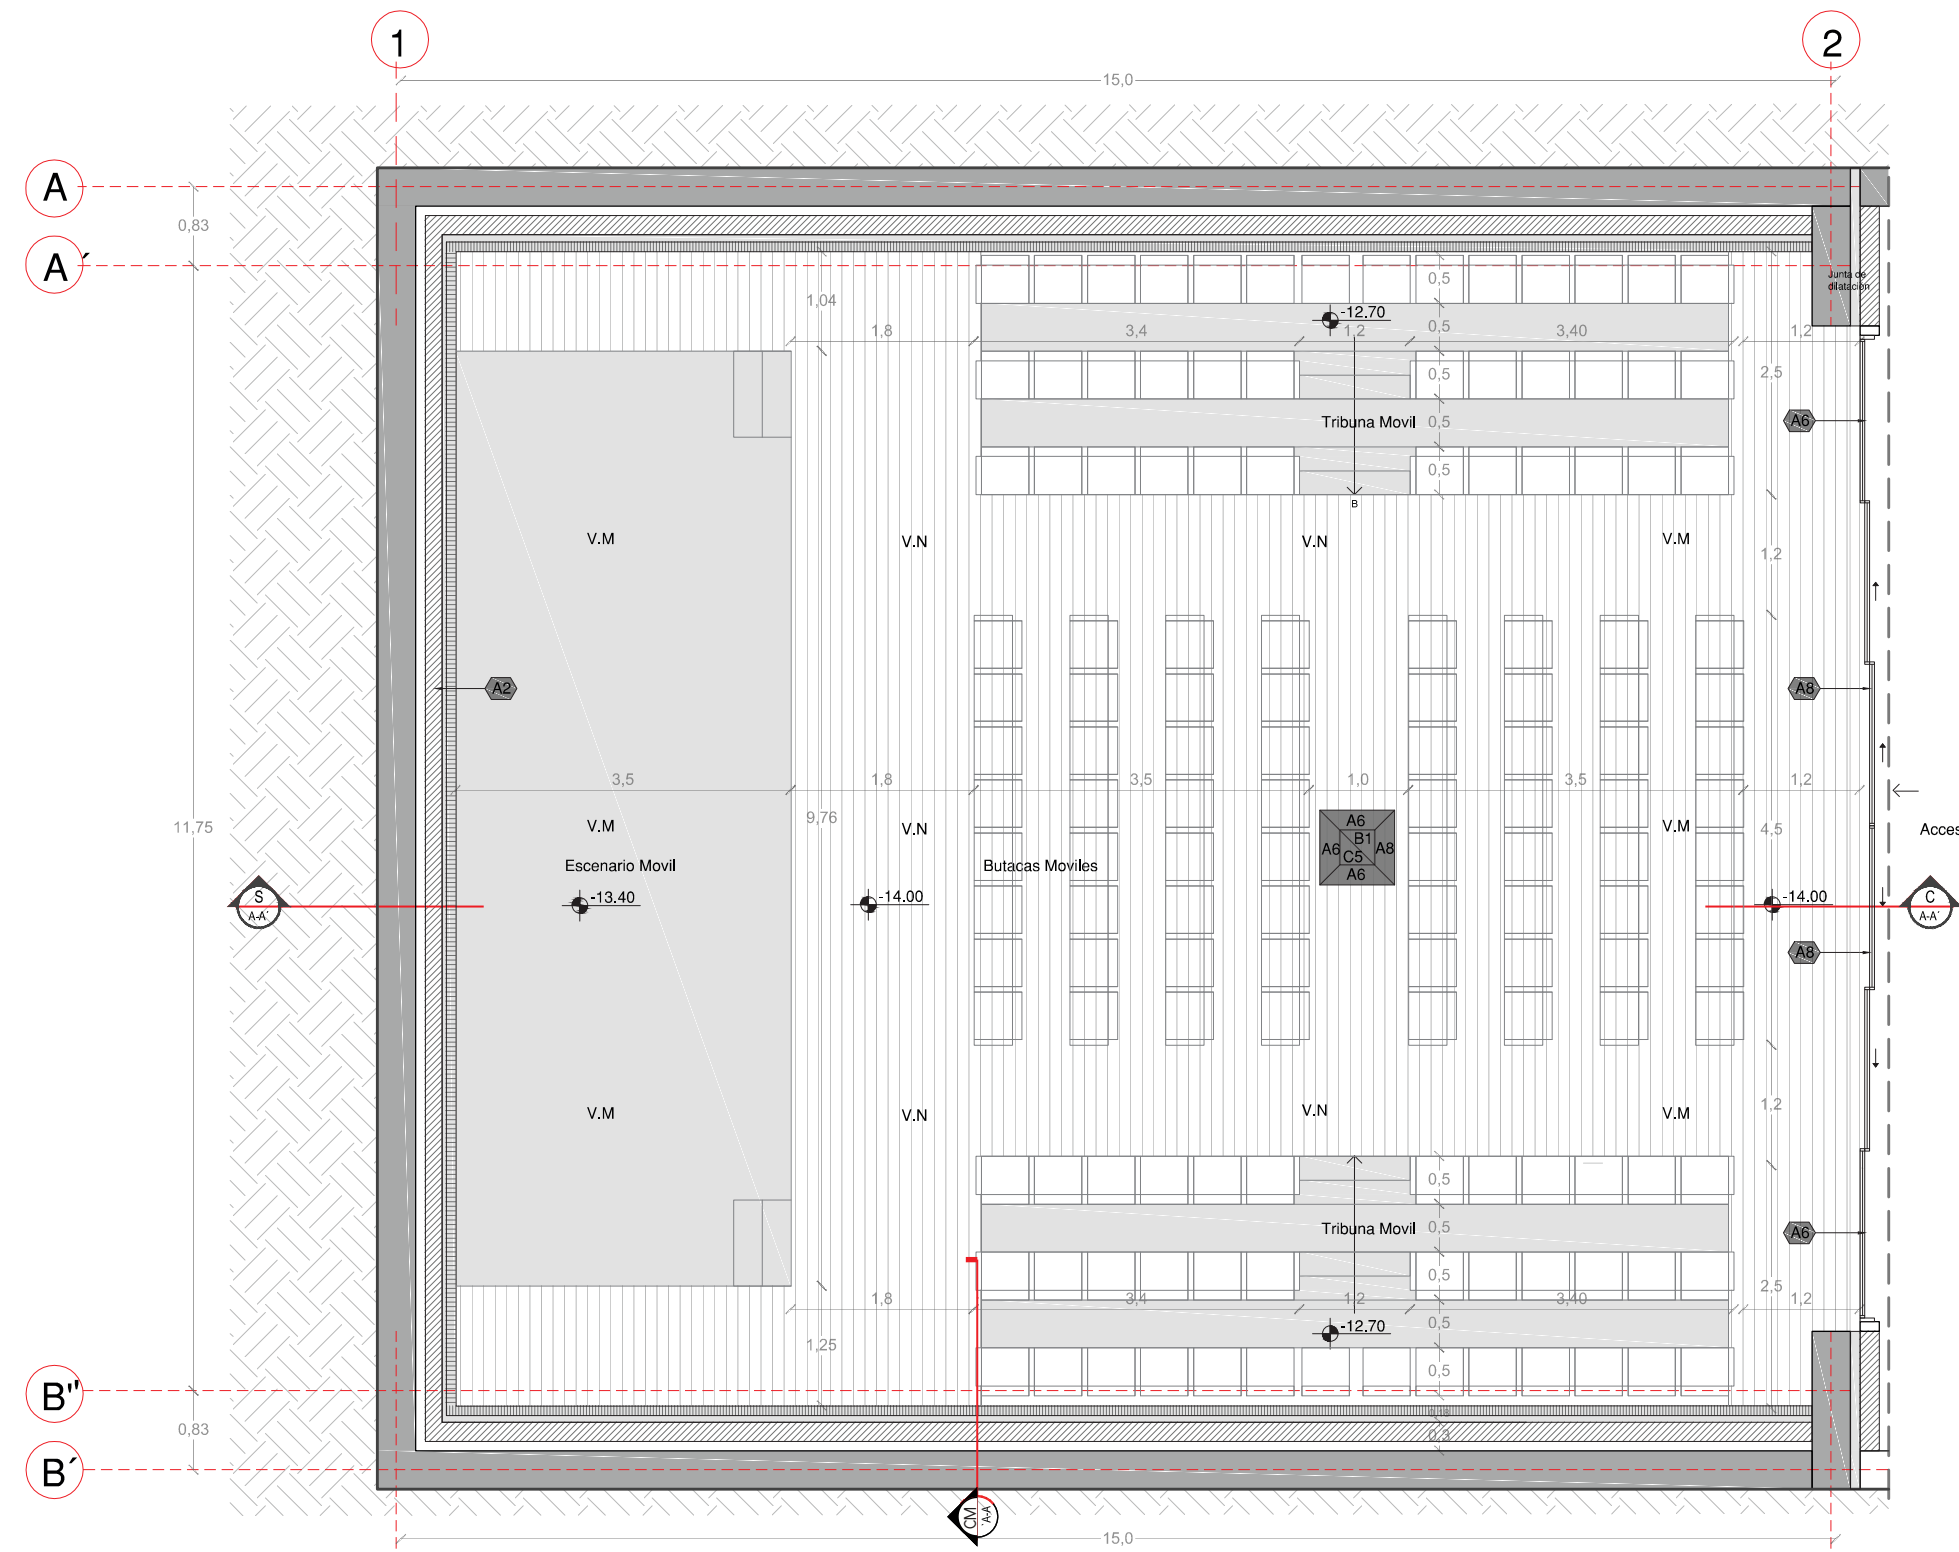 1
2
15,0
A
0,83
A´
Junta de
dilatación
0,5
1,04
-12.70
1,8
3,4
1,2
0,5
3,40
1,2
0,5
2,5
Tribuna Movil
0,5
A6
0,5
B
V.M
V.N
V.N
V.M
1,2
A2
A8
3,5
1,8
3,5
1,0
3,5
1,2
11,75
9,76
A6
B1
A6
A8
C5
A6
4,5
V.M
V.N
V.M
Acces
Escenario Movil
Butacas Moviles
S
A-A´
-13.40
-14.00
-14.00
C
A-A´
A8
V.M
V.N
V.N
V.M
1,2
0,5
Tribuna Movil
0,5
A6
0,5
1,8
3,4
1,2
3,40
2,5
1,2
0,5
-12.70
1,25
0,5
B"
0,83
0,3
B´
CM
A-A´
15,0